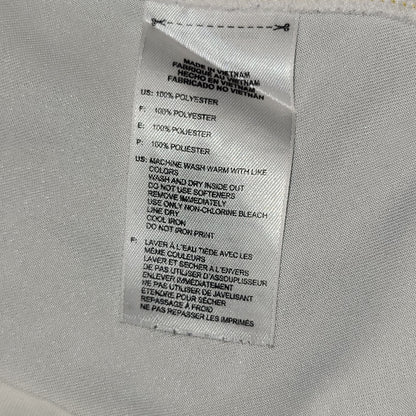 MADE IN VIETNAM
FABRIQUÉ AU VIETNAM
HECHO EN VIETNAM
FABRICADO NO VIETNAM
US: 100% POLYESTER
F: 100% POLYESTER
E: 100% POLIÉSTER
P: 100% POLIÉSTER
US: MACHINE WASH WARM WITH LIKE
COLORS
WASH AND DRY INSIDE OUT
DO NOT USE SOFTENERS
REMOVE IMMEDIATELY
USE ONLY NON-CHLORINE BLEACH
LINE DRY
COOL IRON
DO NOT IRON PRINT
F: LAVER À L'EAU TIÈDE AVEC LES
MÊME COULEURS
LAVER ET SÉCHER A L'ENVERS
DE PAS UTILISER D'ASSOUPLISSEUR
ENLEVER IMMÉDIATEMENT
NE PAS UTILISER DE JAVELISANT
ÉTENDRE POUR SÉCHER
REPASSAGE À FROID
NE PAS REPASSER LES IMPRIMÉS